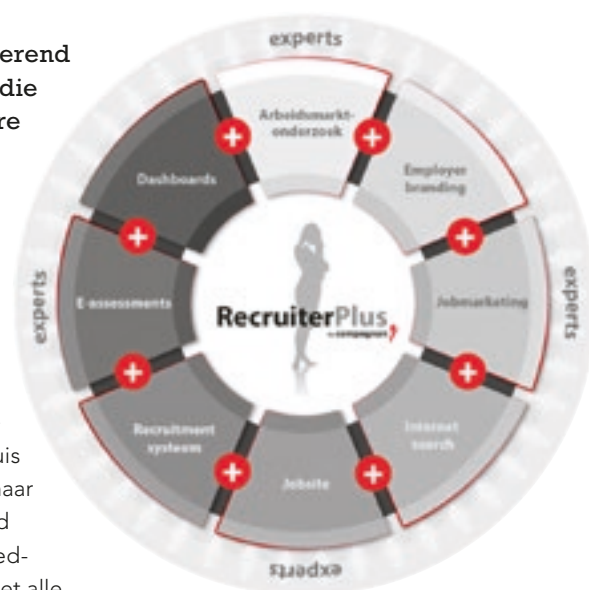 erend
die
re
experts
Arbeidsmarkt-
onderzoek
Employer
branding
Jobmarketing
experts
Internet
search
Jobsite
experts
Recruitment
systeem
E-assessments
experts
Dashboards
RecruiterPlus
uis
aar
d
ed-
et alle